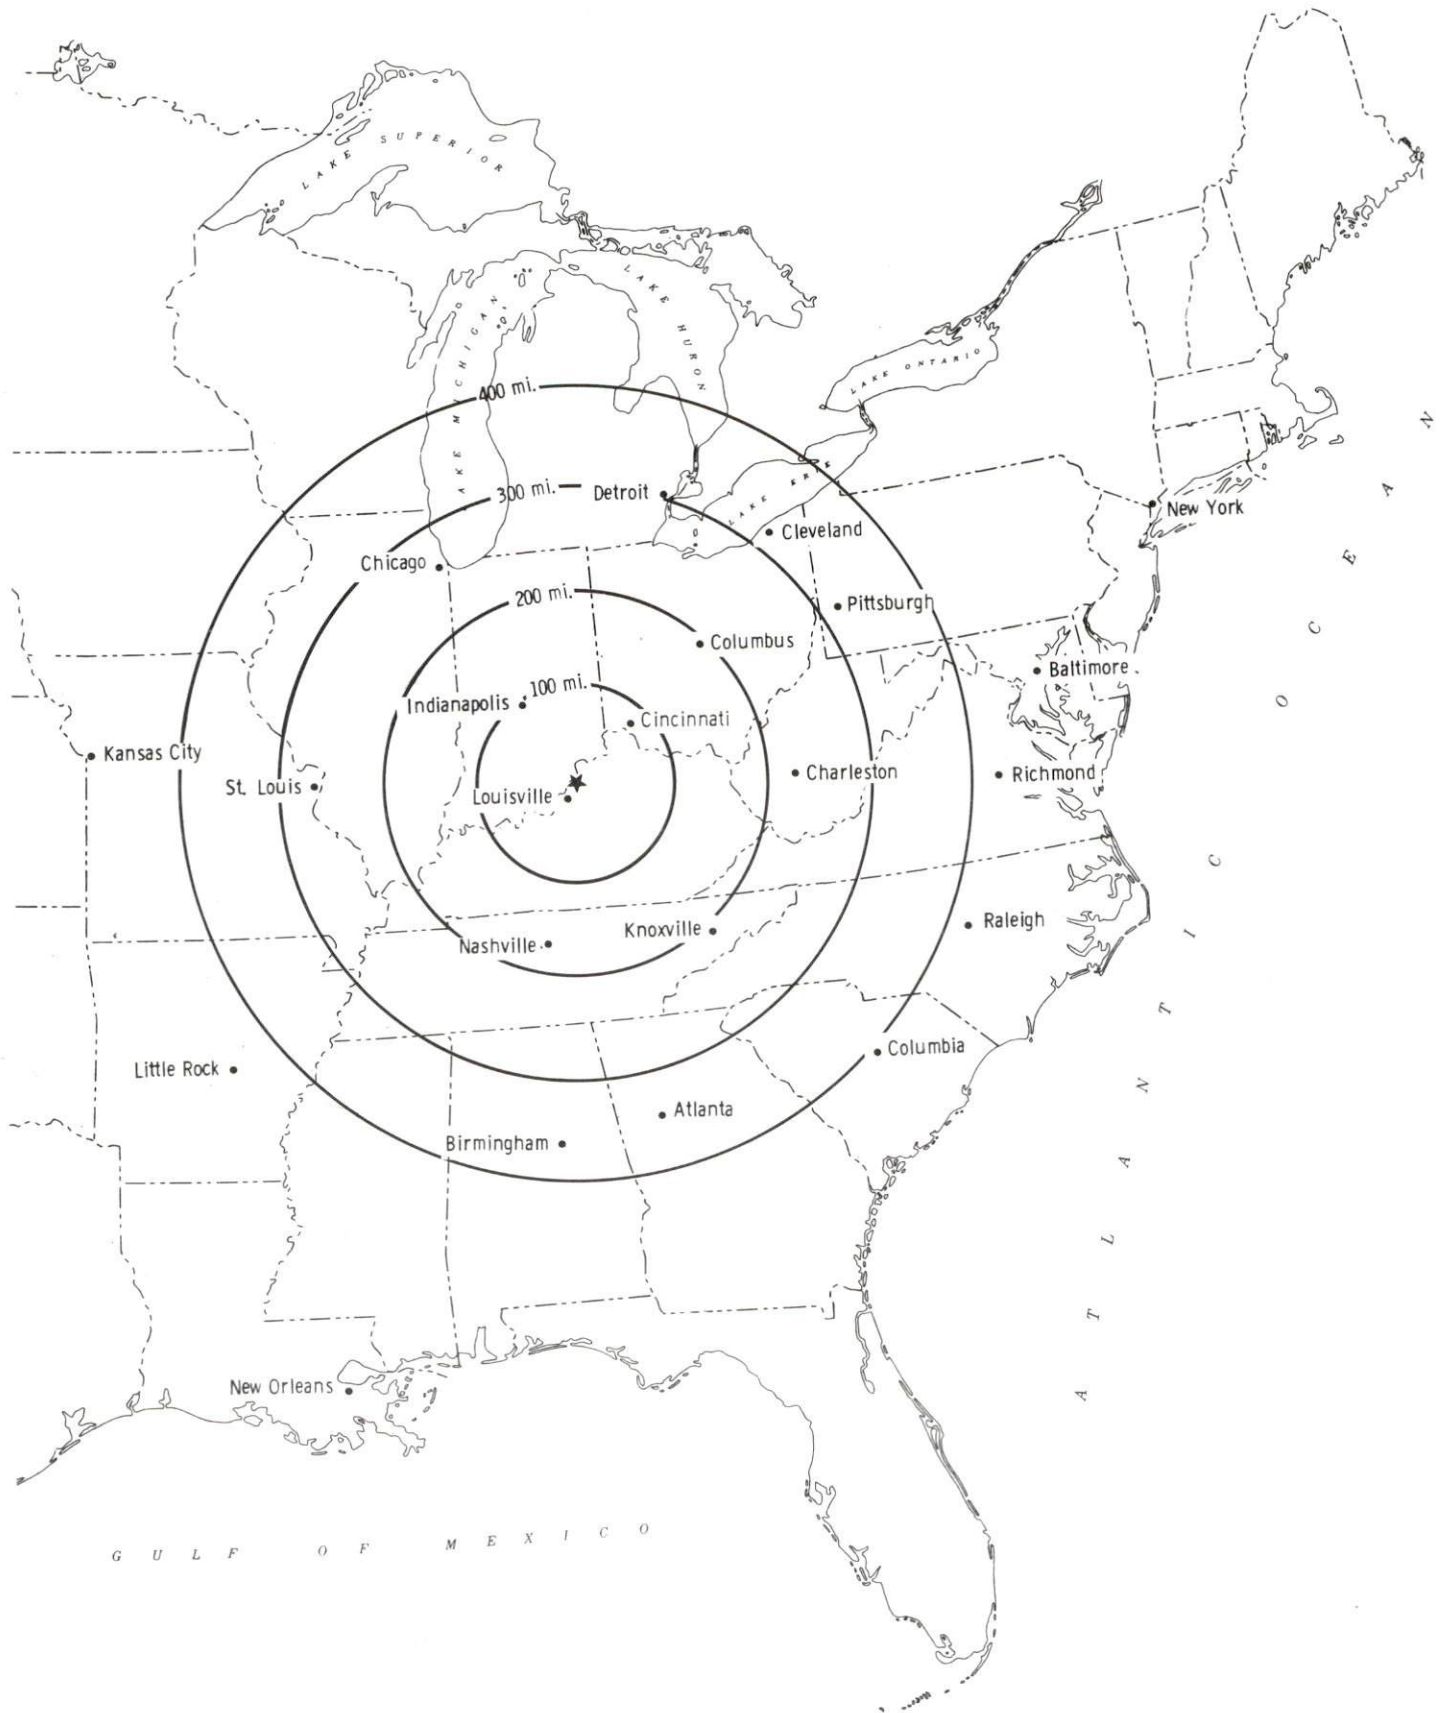 LAKE SUPERIOR
LAKE HURON
LAKE MICHIGAN
LAKE ONTARIO
400 mi.
LAKE ERIE
300 mi.
Detroit
New York
Cleveland
Chicago
200 mi.
Pittsburgh
Columbus
Baltimore
100 mi.
Indianapolis
Cincinnati
Kansas City
Charleston
Richmond
St. Louis
Louisville
Raleigh
Knoxville
Nashville
Columbia
Little Rock
Atlanta
Birmingham
New Orleans
ATLANTIC OCEAN
GULF OF MEXICO